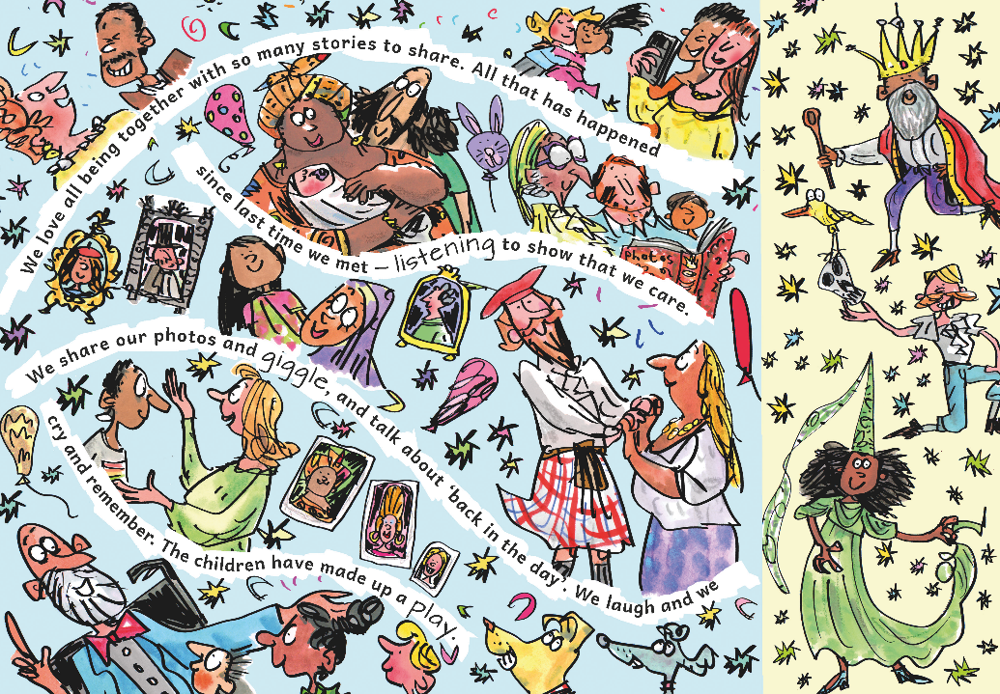 We love all being together with so many stories to share. All that has happened
since last time we met – listening to show that we care.
photos
We share our photos and giggle, and talk about 'back in the day'. We laugh and we
cry and remember. The children have made up a play.